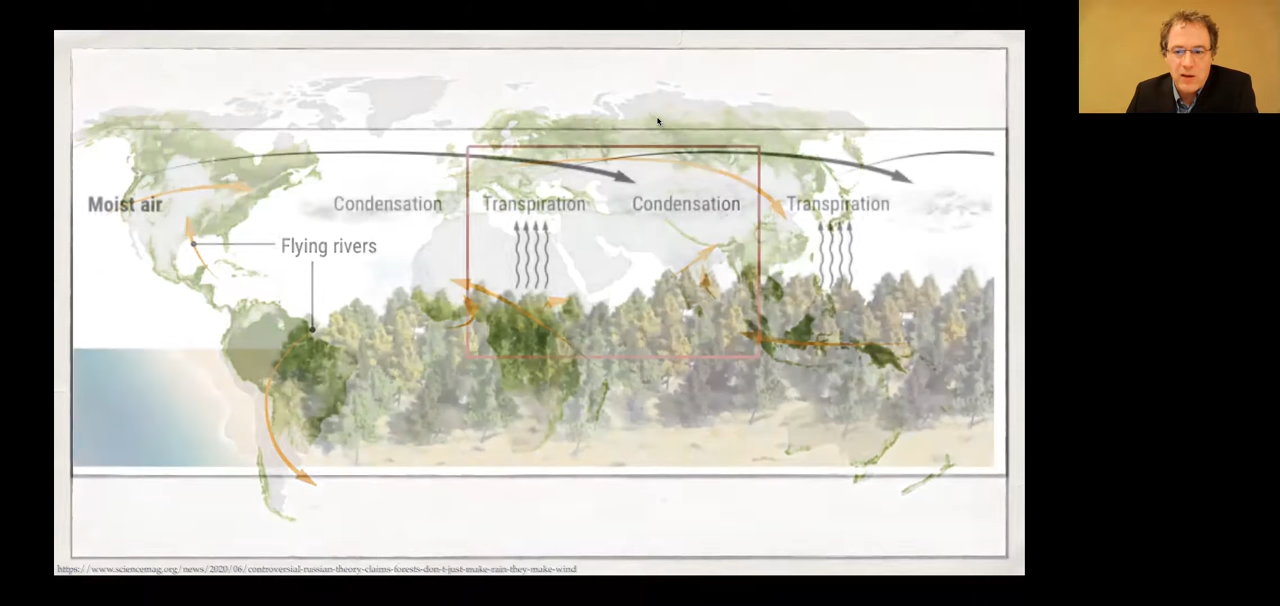 Moist air
Condensation
Transpiration
Condensation
Transpiration
Flying rivers
https://www.sciencemag.org/news/2020/06/controversial-russian-theory-claims-forests-don-t-just-make-rain-they-make-wind